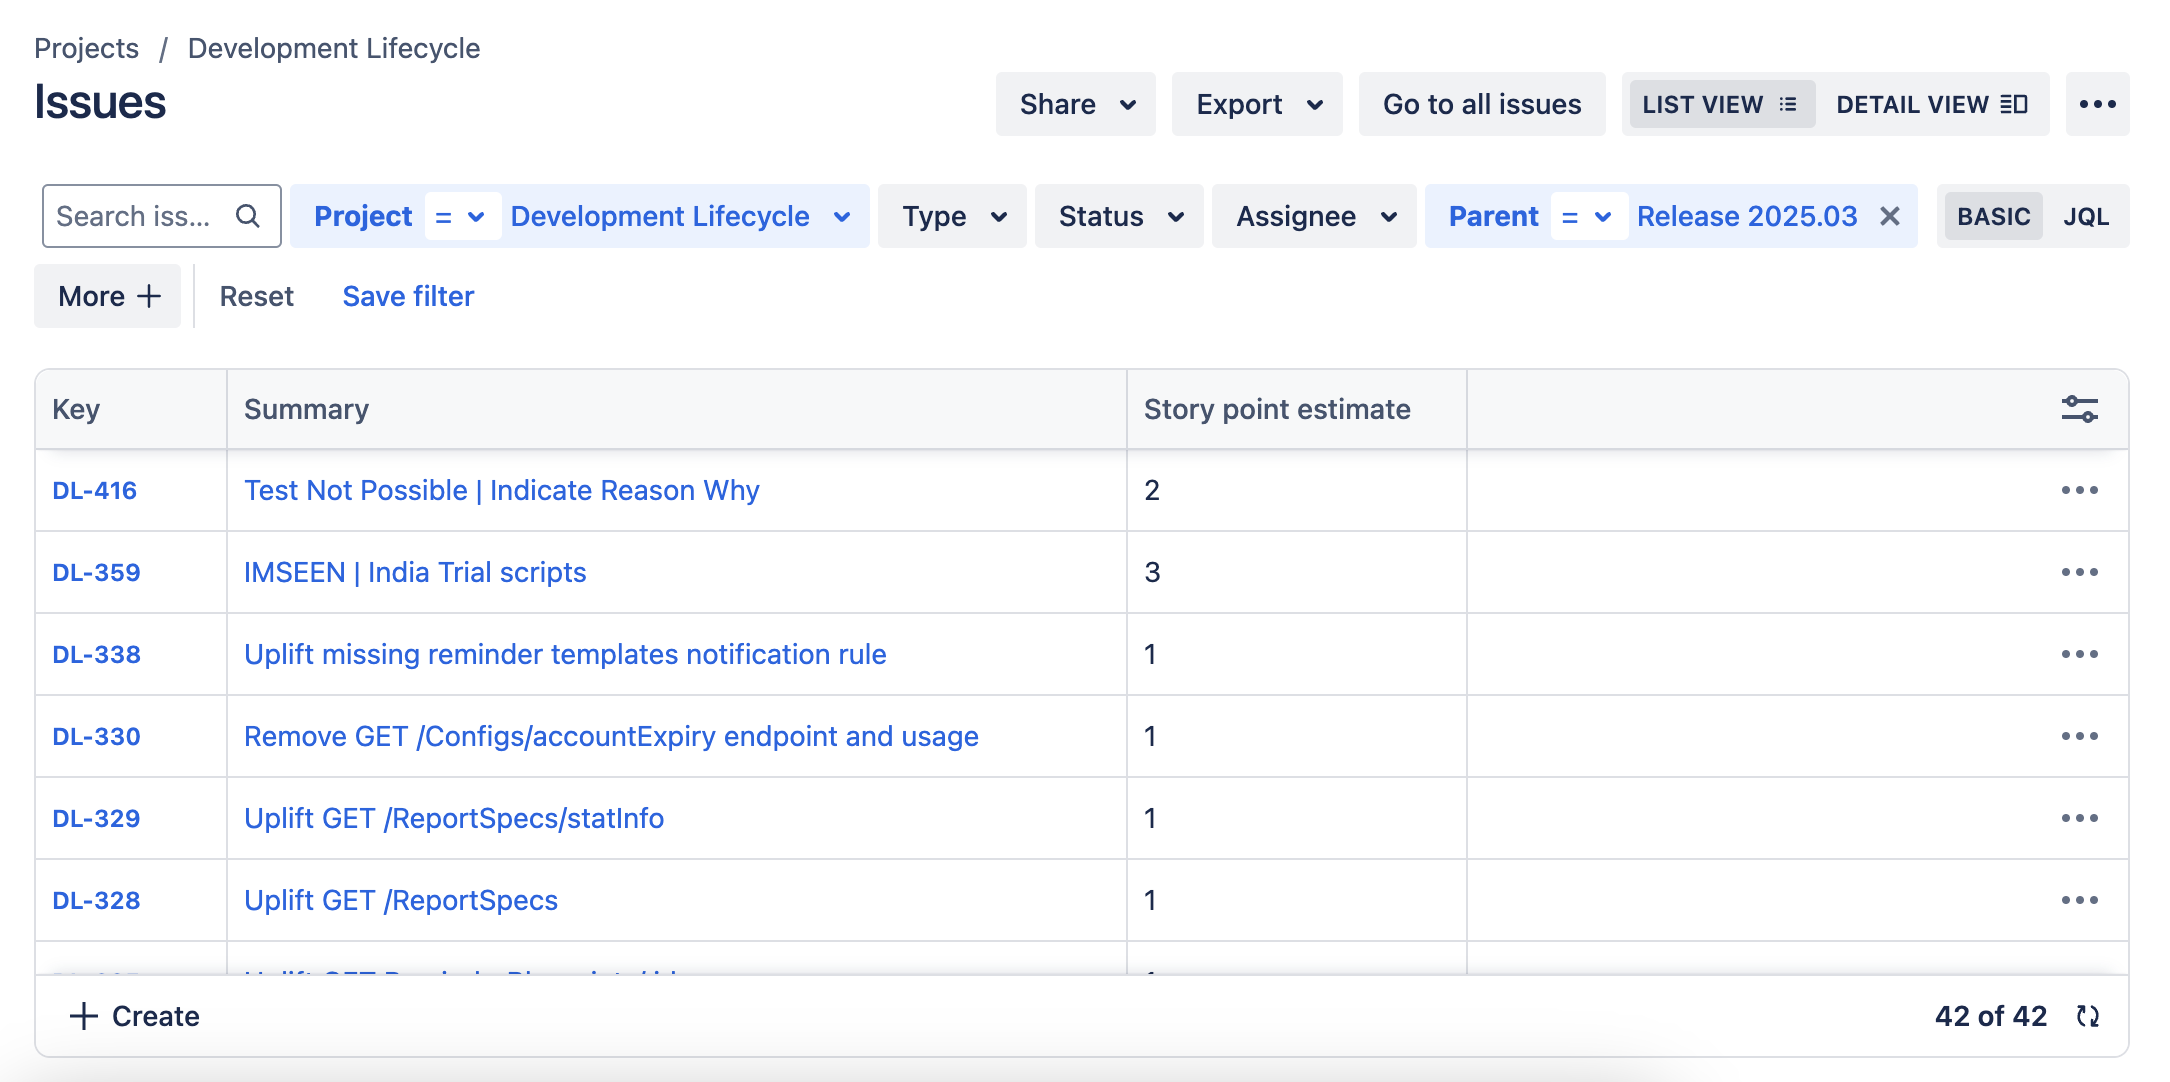 Projects / Development Lifecycle
Issues
Share
Export
Go to all issues
LIST VIEW
DETAIL VIEW
Search iss...
Project = Development Lifecycle
Type
Status
Assignee
Parent = Release 2025.03
BASIC
JQL
More
Reset
Save filter
Key Summary Story point estimate
DL-416 Test Not Possible | Indicate Reason Why 2
DL-359 IMSEEN | India Trial scripts 3
DL-338 Uplift missing reminder templates notification rule 1
DL-330 Remove GET /Configs/accountExpiry endpoint and usage 1
DL-329 Uplift GET /ReportSpecs/statInfo 1
DL-328 Uplift GET /ReportSpecs 1
Uplift GET
Create
42 of 42